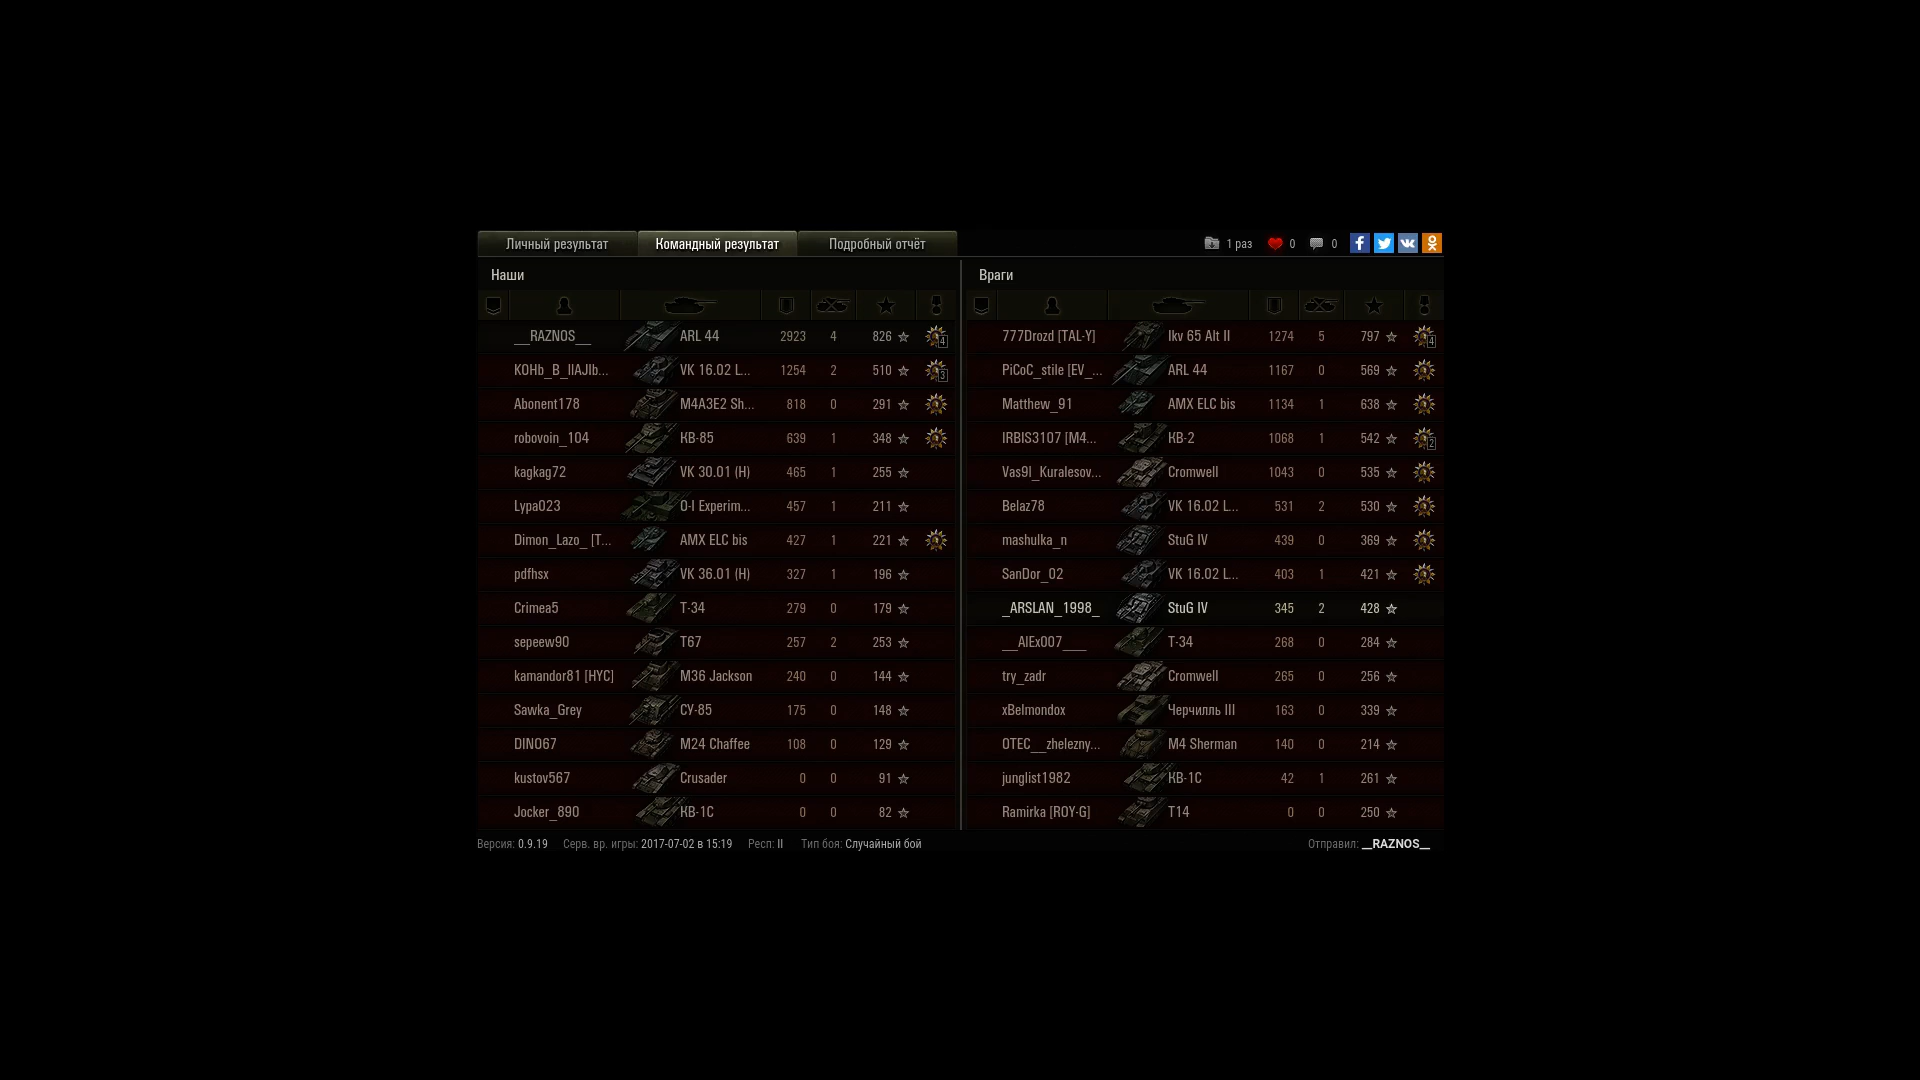 Личный результат Командный результат Подробный отчёт 1 раз 0 0
Наши Враги
__RAZNOS__ ARL 44 2923 4 826 4
KOHb_B_IIAJIb... VK 16.02 L... 1254 2 510 3
Abonent178 M4A3E2 Sh... 818 0 291
robovoin_104 КВ-85 639 1 348
kagkag72 VK 30.01 (H) 465 1 255
Lypa023 O-I Experim... 457 1 211
Dimon_Lazo_ [T... AMX ELC bis 427 1 221
pdfhsx VK 36.01 (H) 327 1 196
Crimea5 Т-34 279 0 179
sepeew90 T67 257 2 253
kamandor81 [HYC] M36 Jackson 240 0 144
Sawka_Grey СУ-85 175 0 148
DINO67 M24 Chaffee 108 0 129
kustov567 Crusader 0 0 91
Jocker_890 КВ-1С 0 0 82
777Drozd [TAL-Y] Ikv 65 Alt II 1274 5 797 4
PiCoC_stile [EV_... ARL 44 1167 0 569
Matthew_91 AMX ELC bis 1134 1 638
IRBIS3107 [M4... КВ-2 1068 1 542 2
Vas9I_Kuralesov... Cromwell 1043 0 535
Belaz78 VK 16.02 L... 531 2 530
mashulka_n StuG IV 439 0 369
SanDor_02 VK 16.02 L... 403 1 421
_ARSLAN_1998_ StuG IV 345 2 428
__AlEx007___ Т-34 268 0 284
try_zadr Cromwell 265 0 256
xBelmondox Черчилль III 163 0 339
OTEC__zhelezny... M4 Sherman 140 0 214
junglist1982 КВ-1С 42 1 261
Ramirka [ROY-G] T14 0 0 250
Версия: 0.9.19 Серв. вр. игры: 2017-07-02 в 15:19 Респ: II Тип боя: Случайный бой Отправил: __RAZNOS__